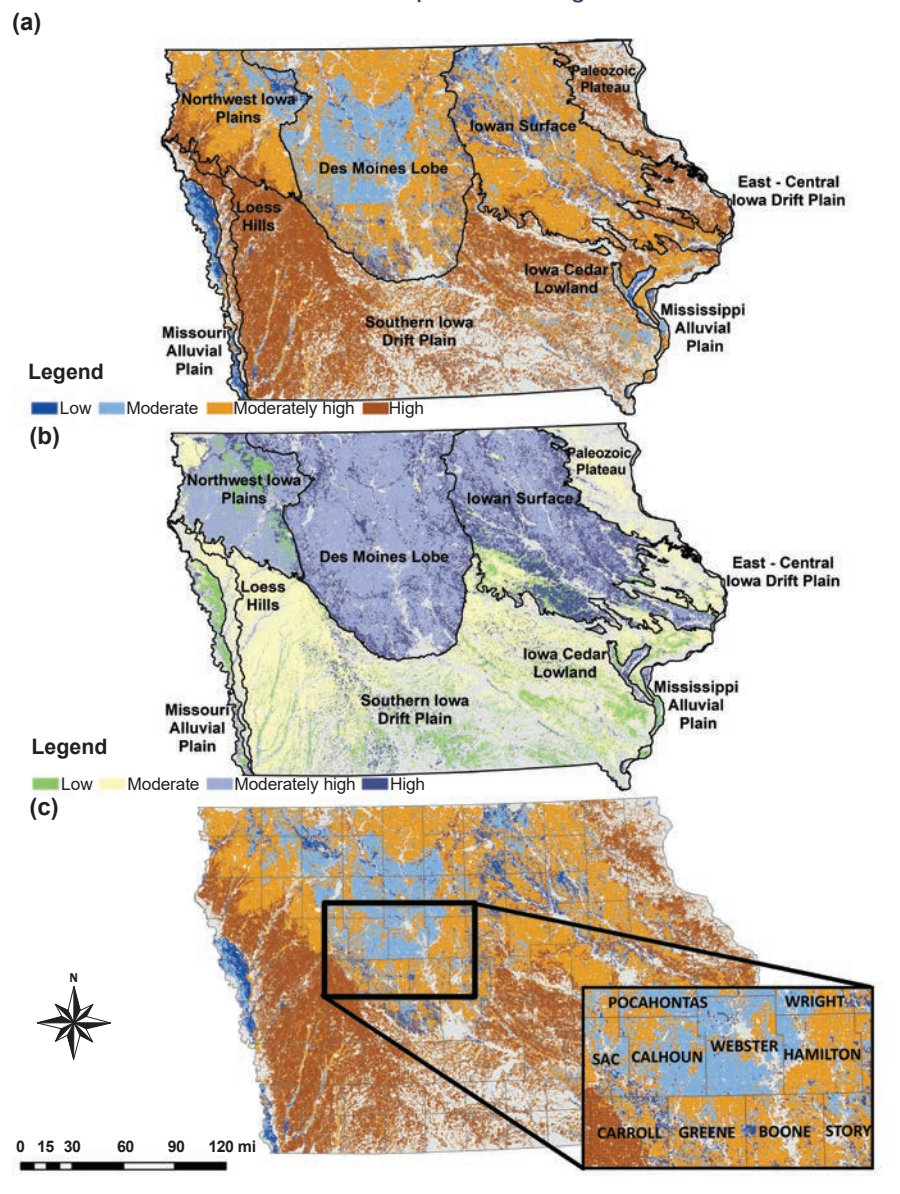 (a)
Paleozoic
Plateau
Northwest Iowa
Plains
Iowan Surface
Des Moines Lobe
East - Central
Iowa Drift Plain
Loess
Hills
Iowa Cedar
Lowland
Mississippi
Alluvial
Plain
Southern Iowa
Drift Plain
Missouri
Alluvial
Plain
Legend
Low Moderate Moderately high High
(b)
Paleozoic
Plateau
Northwest Iowa
Plains
Iowan Surface
Des Moines Lobe
East - Central
Iowa Drift Plain
Loess
Hills
Iowa Cedar
Lowland
Mississippi
Alluvial
Plain
Southern Iowa
Drift Plain
Missouri
Alluvial
Plain
Legend
Low Moderate Moderately high High
(c)
N
POCAHONTAS WRIGHT
SAC CALHOUN WEBSTER HAMILTON
CARROLL GREENE BOONE STORY
0 15 30 60 90 120 mi